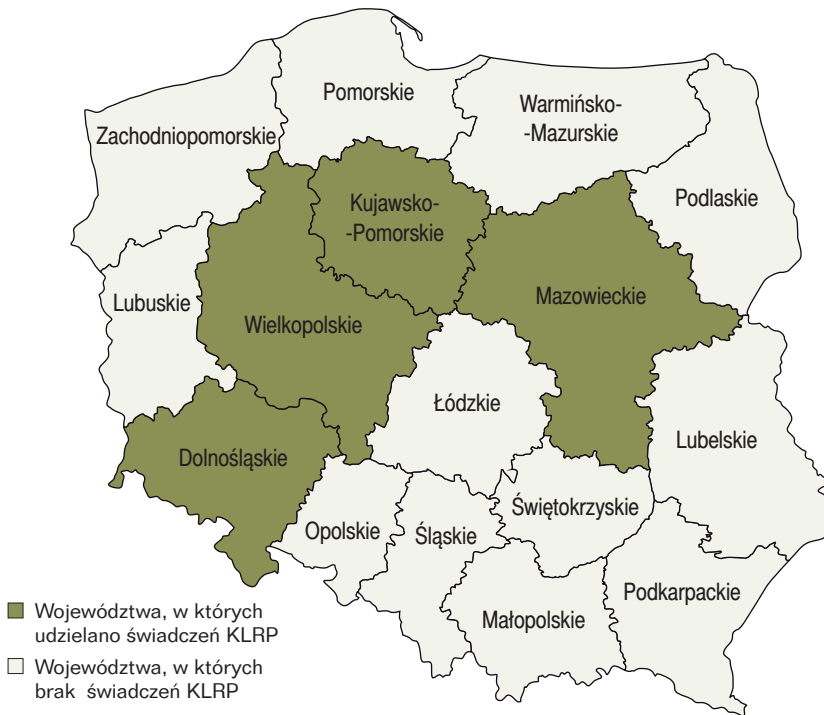 Pomorskie
Warmińsko-
-Mazurskie
Zachodniopomorskie
Podlaskie
Kujawsko-
-Pomorskie
Lubuskie
Wielkopolskie
Mazowieckie
Łódzkie
Lubelskie
Dolnośląskie
Świętokrzyskie
Opolskie
Śląskie
Podkarpackie
Małopolskie
Województwa, w których
udzielano świadczeń KLRP
Województwa, w których
brak świadczeń KLRP